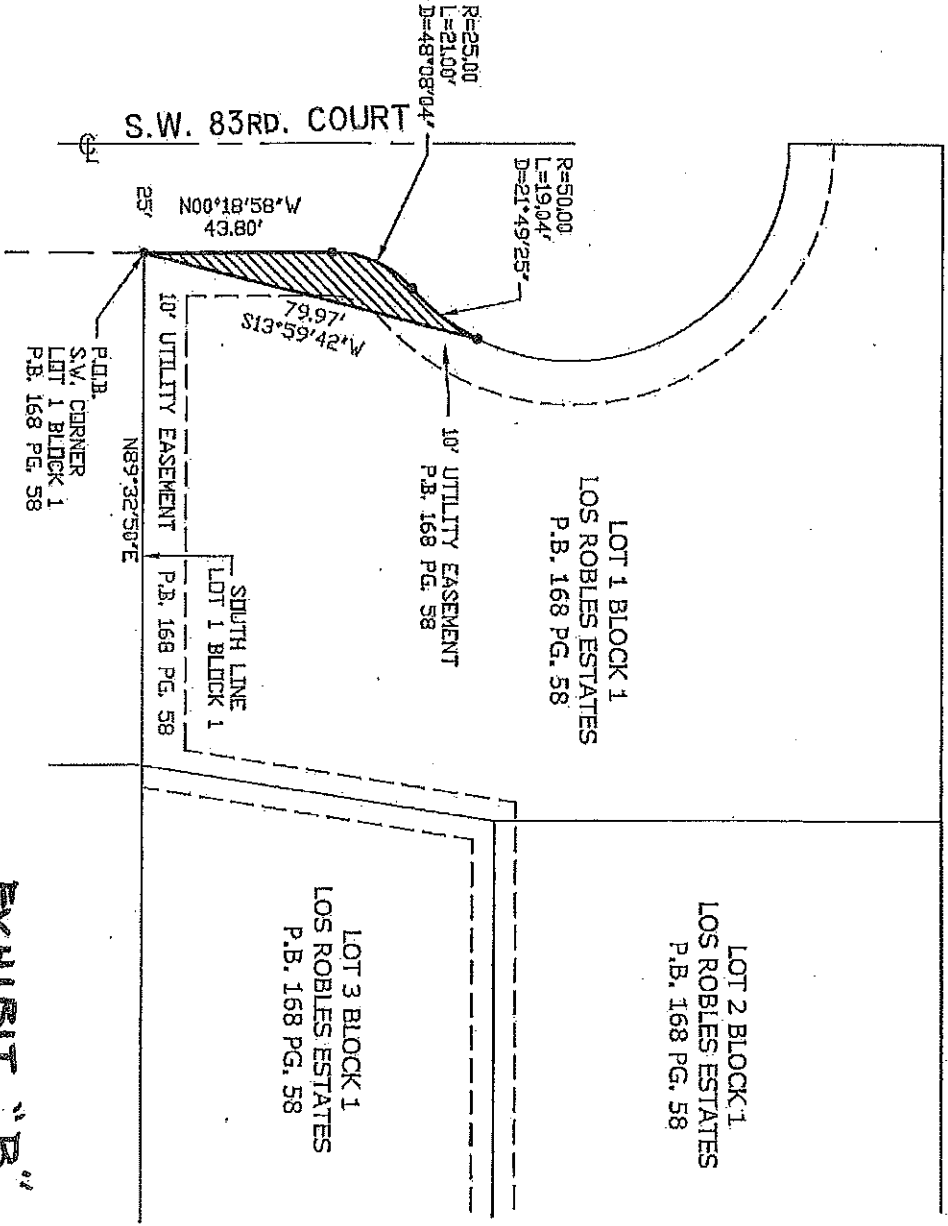 R=25.00
L=21.00'
D=48°08'04"
S.W. 83RD. COURT
R=50.00
L=19.04'
D=21°49'25"
25'
N00°18'58"W
43.80'
79.97'
S13°59'42"W
10' UTILITY EASEMENT
P.B. 168 PG. 58
LOT 1 BLOCK 1
LOS ROBLES ESTATES
P.B. 168 PG. 58
10' UTILITY EASEMENT P.B. 168 PG. 58
N89°32'50"E
SOUTH LINE
LOT 1 BLOCK 1
P.O.B.
S.W. CORNER
LOT 1 BLOCK 1
P.B. 168 PG. 58
LOT 2 BLOCK 1
LOS ROBLES ESTATES
P.B. 168 PG. 58
LOT 3 BLOCK 1
LOS ROBLES ESTATES
P.B. 168 PG. 58
EXHIBIT "B"